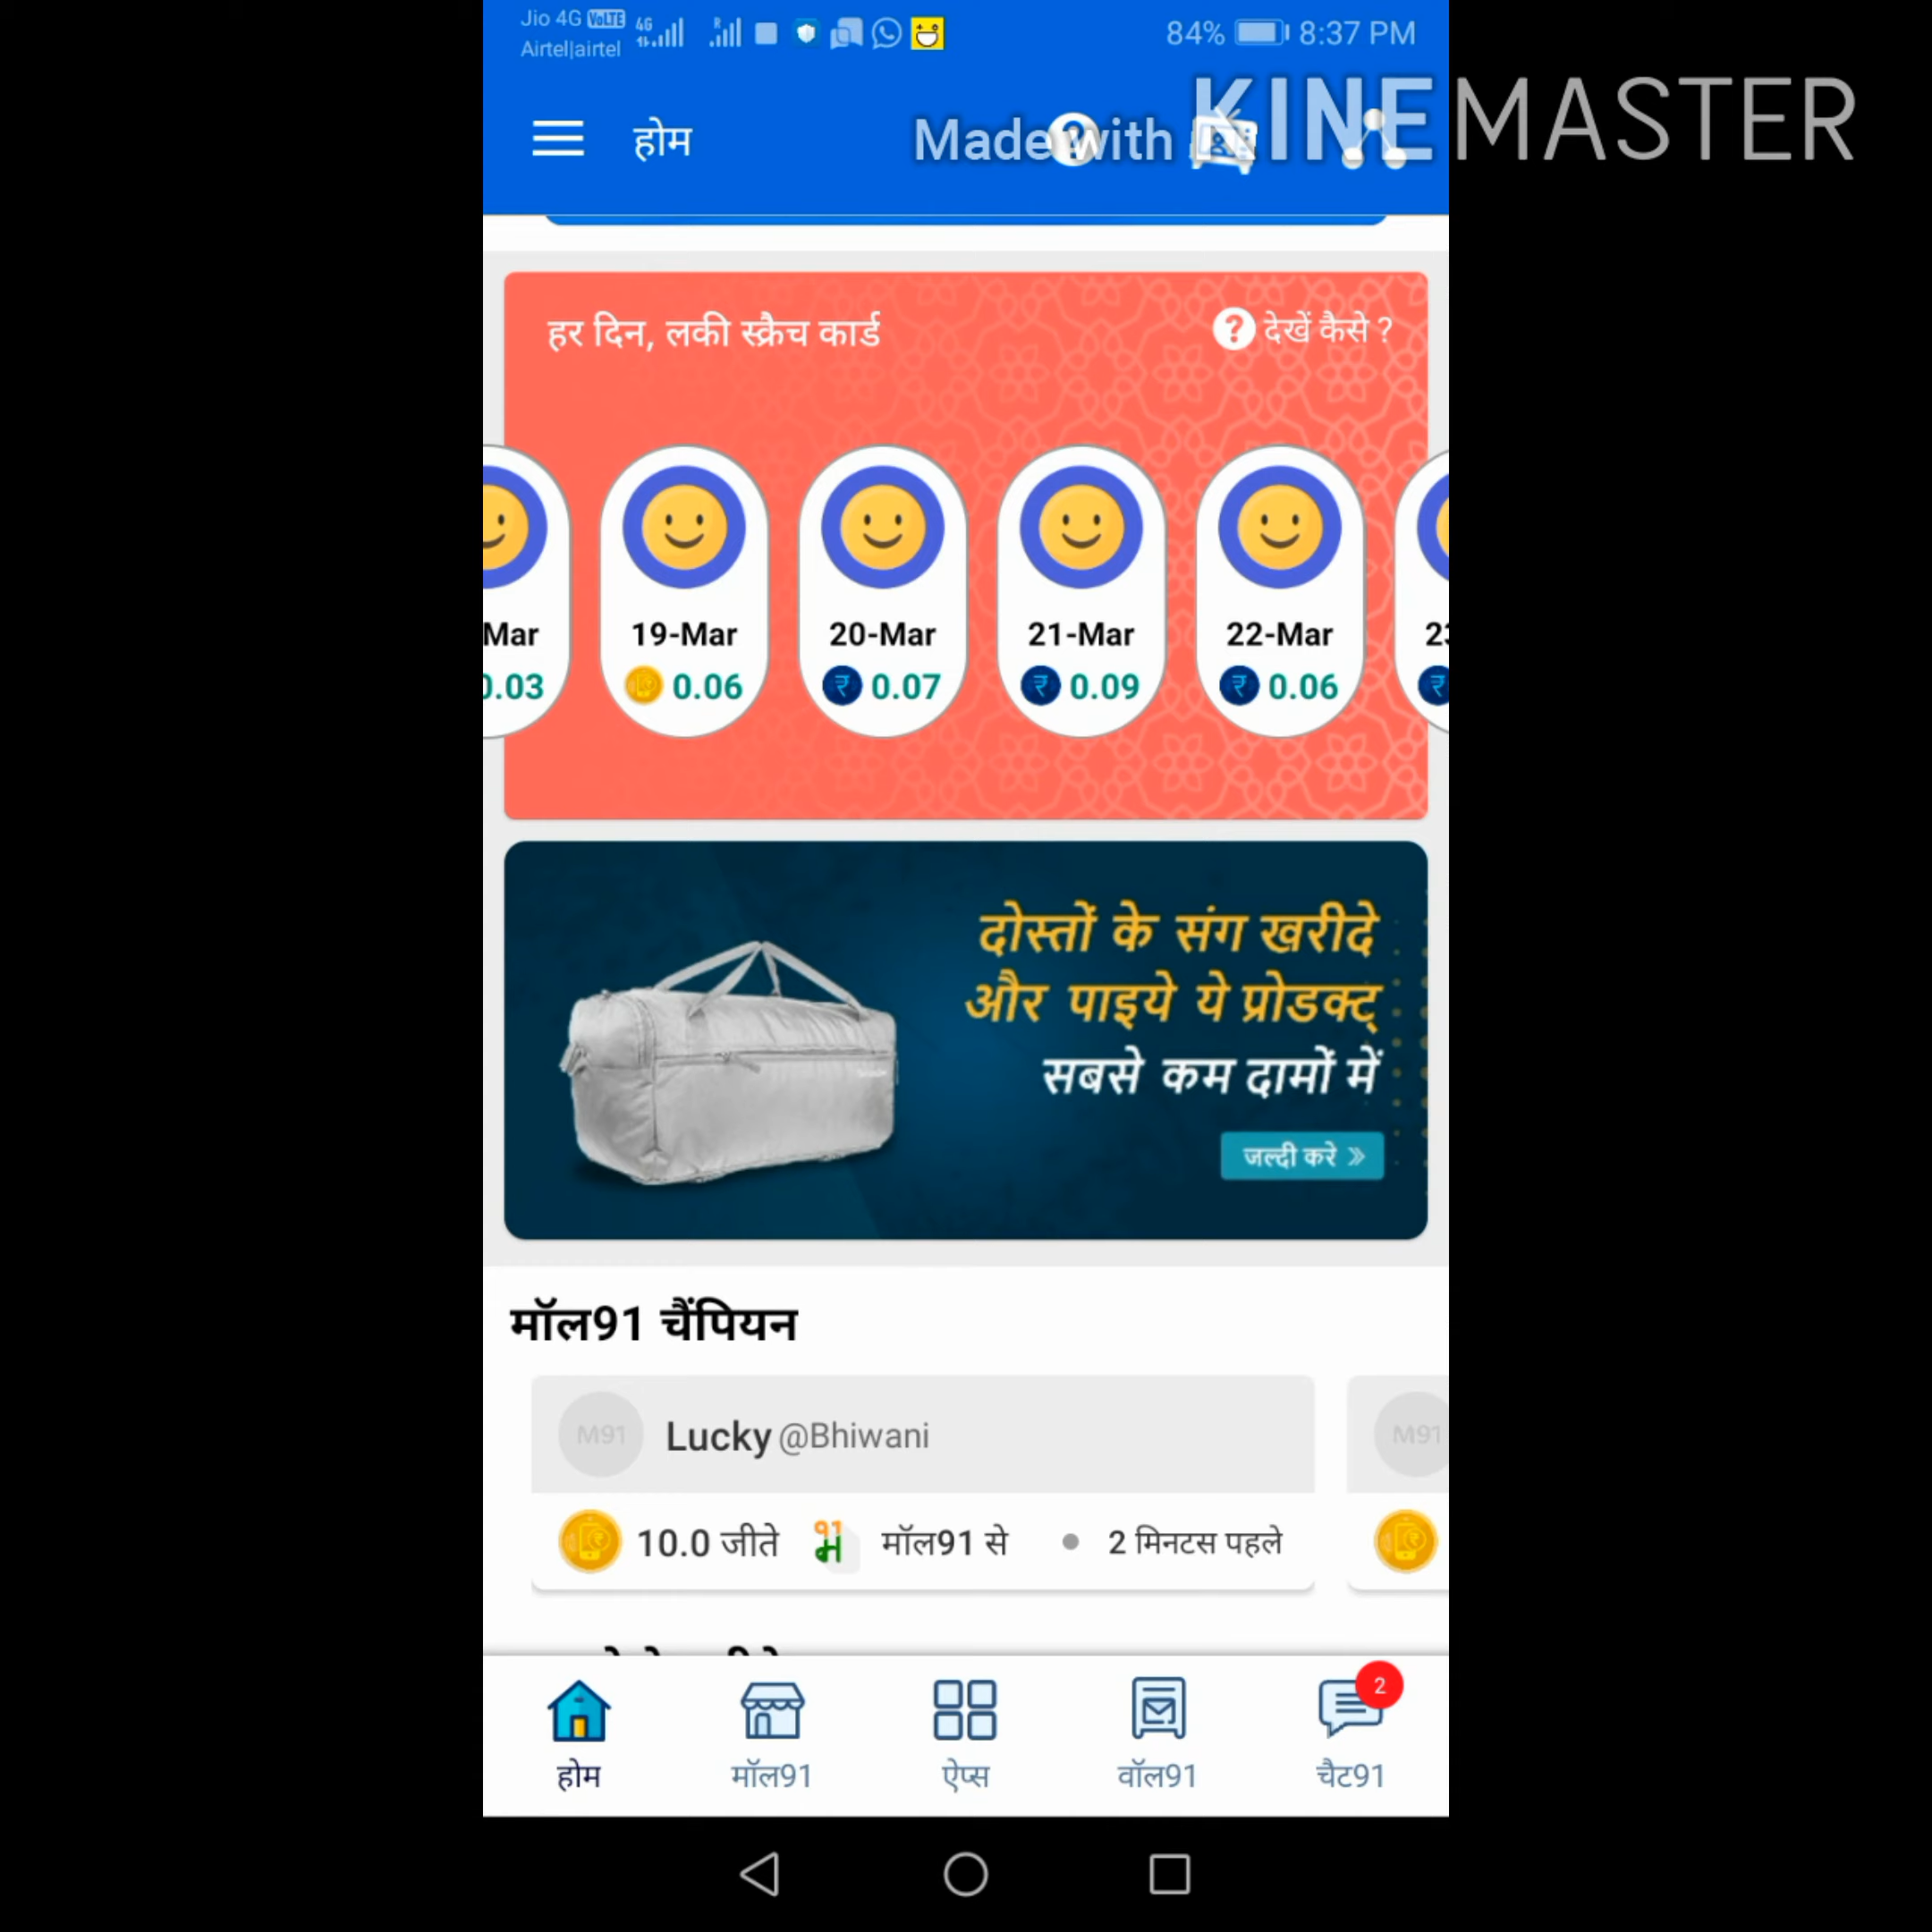 Jio 4G VoLTE 4G R 84% 8:37 PM
Airtel|airtel
होम
Made with KINEMASTER
हर दिन, लकी स्क्रैच कार्ड
? देखें कैसे ?
Mar 19-Mar 20-Mar 21-Mar 22-Mar
0.06 ₹ 0.07 ₹ 0.09 ₹ 0.06 ₹
दोस्तों के संग खरीदे
और पाइये ये प्रोडक्ट्
सबसे कम दामों में
जल्दी करे »
मॉल91 चैंपियन
M91 Lucky @Bhiwani M91
10.0 जीते ९१ म मॉल91 से • 2 मिनटस पहले
2
होम मॉल91 ऐप्स वॉल91 चैट91